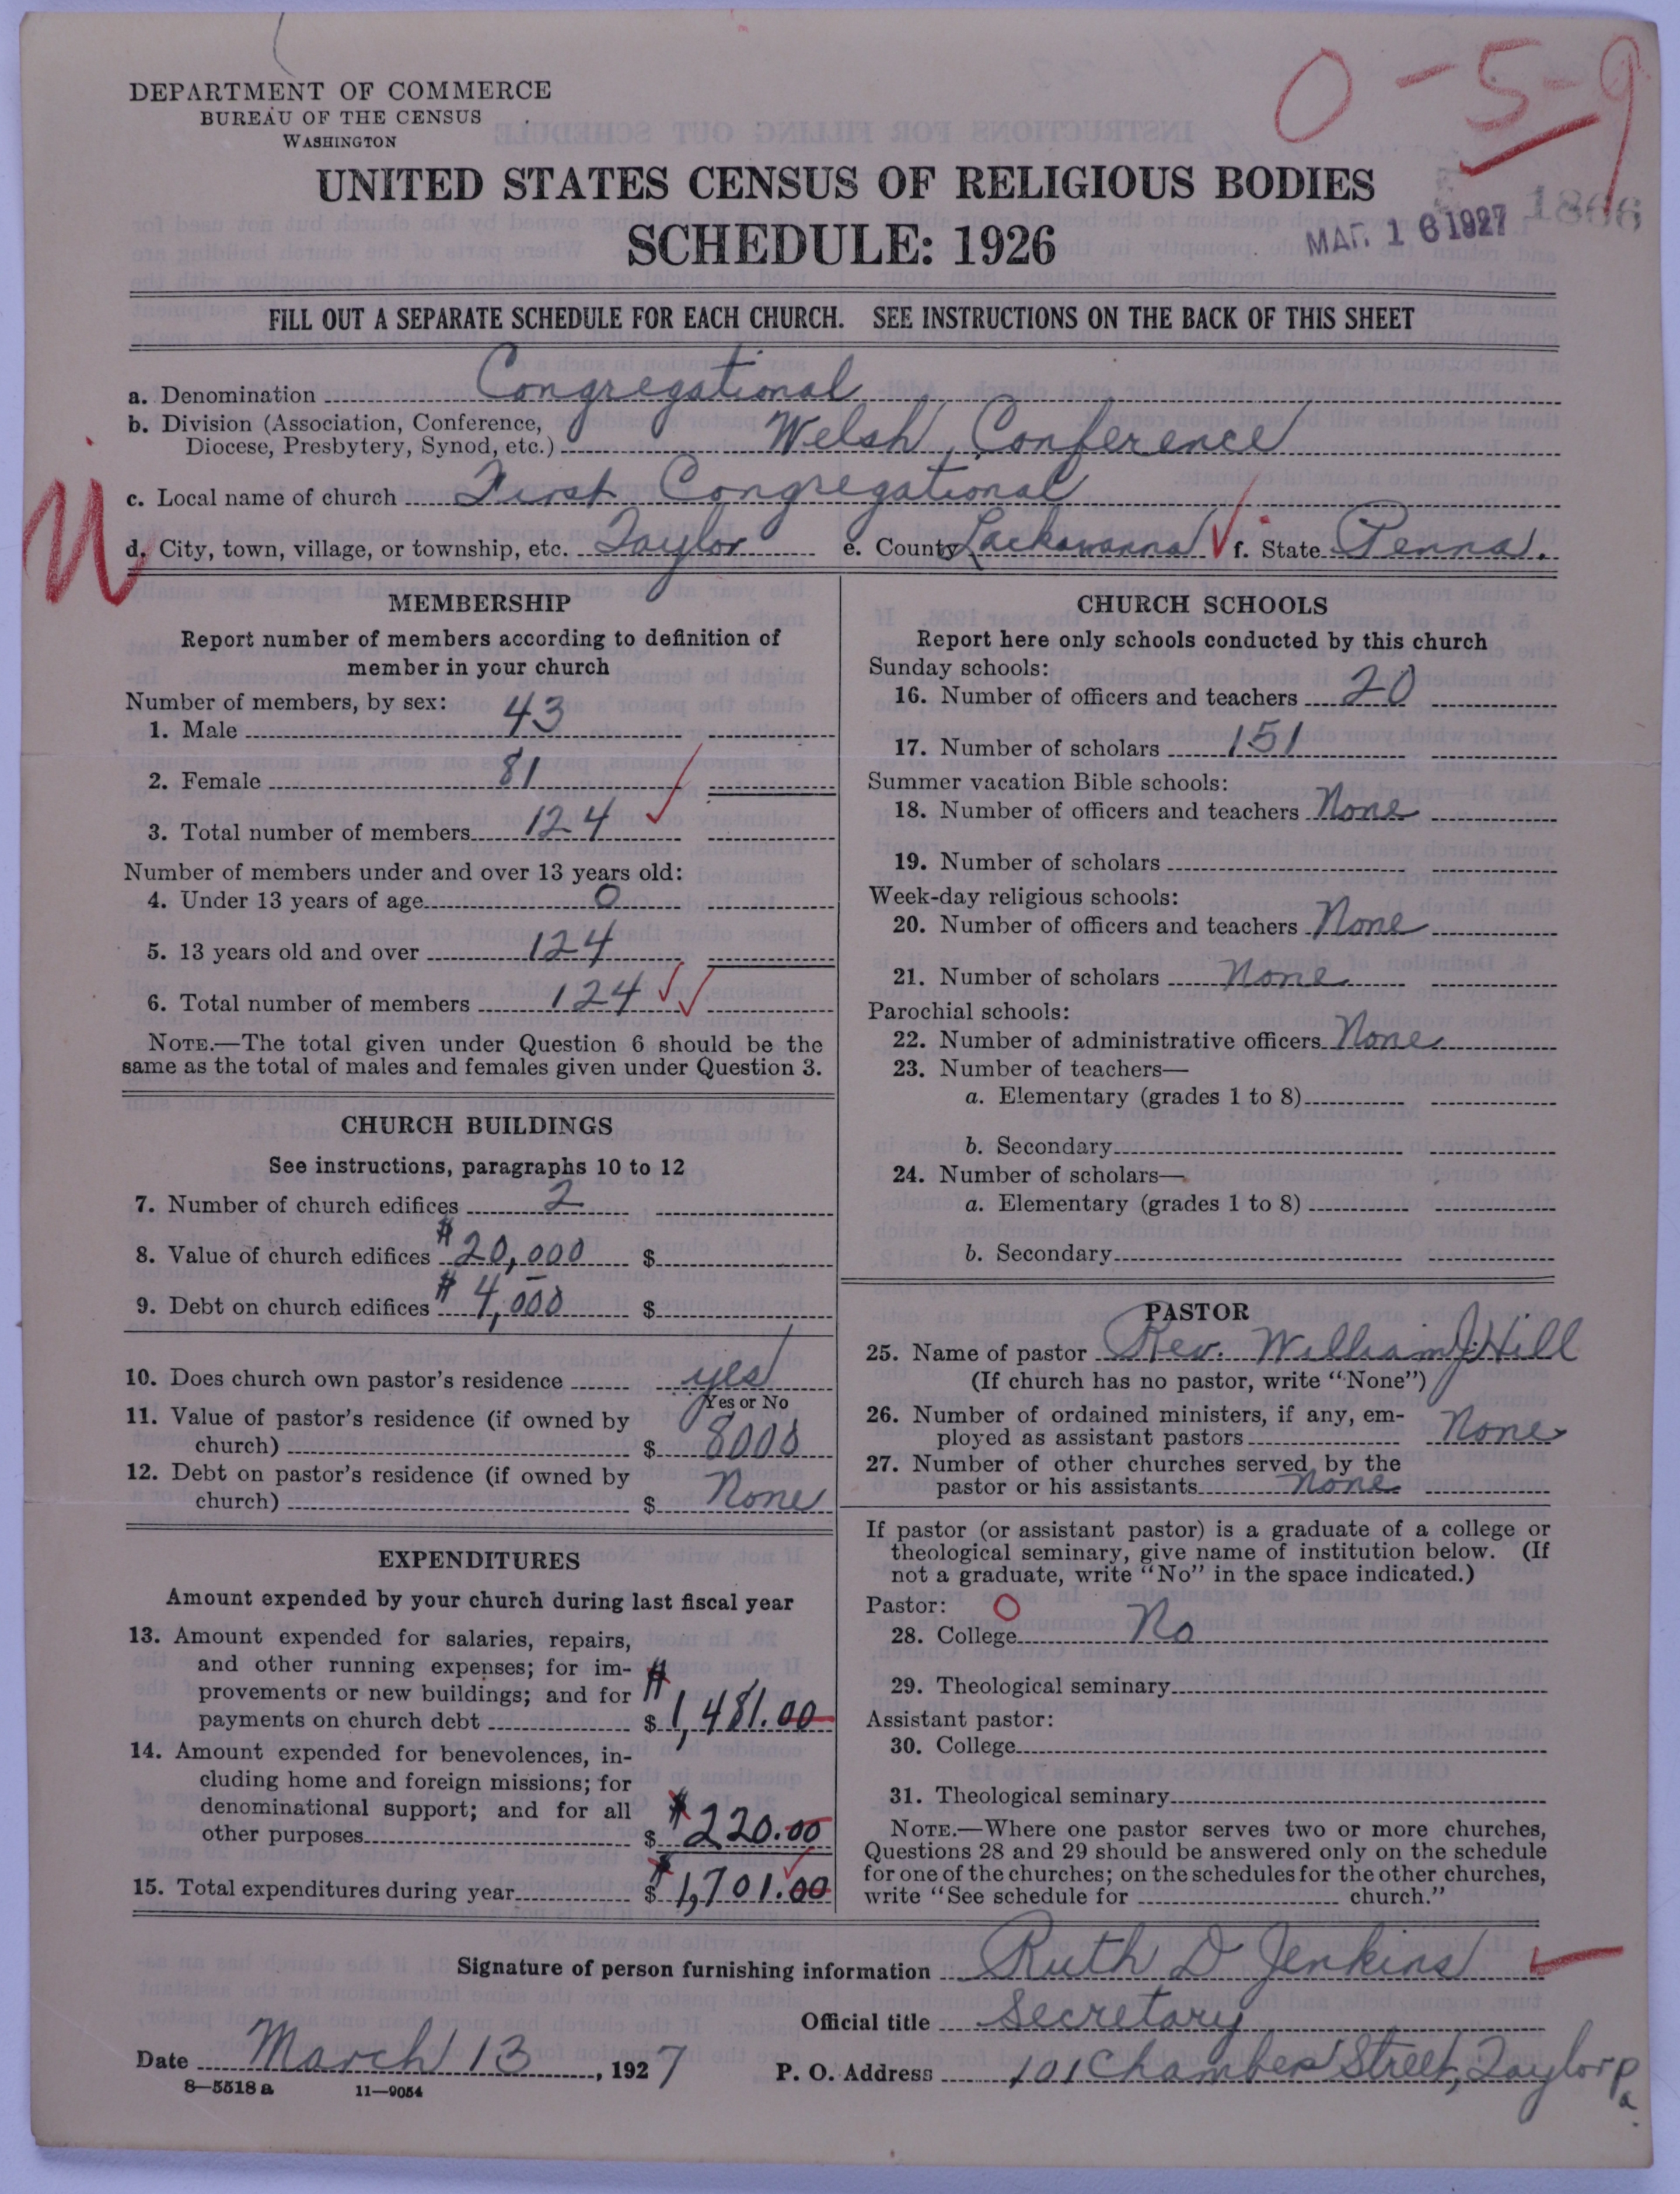 0-5-9
DEPARTMENT OF COMMERCE
BUREAU OF THE CENSUS
WASHINGTON
UNITED STATES CENSUS OF RELIGIOUS BODIES
SCHEDULE: 1926
MAR 16 1927 1866
FILL OUT A SEPARATE SCHEDULE FOR EACH CHURCH. SEE INSTRUCTIONS ON THE BACK OF THIS SHEET
a. Denomination Congregational
b. Division (Association, Conference,
Diocese, Presbytery, Synod, etc.) Welsh Conference
c. Local name of church First Congregational
d. City, town, village, or township, etc. Taylor e. County Lackawanna f. State Penna.
MEMBERSHIP
Report number of members according to definition of
member in your church
Number of members, by sex:
1. Male 43
2. Female 81
3. Total number of members 124
Number of members under and over 13 years old:
4. Under 13 years of age 0
5. 13 years old and over 124
6. Total number of members 124
NOTE.—The total given under Question 6 should be the
same as the total of males and females given under Question 3.
CHURCH BUILDINGS
See instructions, paragraphs 10 to 12
7. Number of church edifices 2
8. Value of church edifices $20,000 $
9. Debt on church edifices $4,000 $
10. Does church own pastor's residence yes
Yes or No
11. Value of pastor's residence (if owned by
church) $ 8000
12. Debt on pastor's residence (if owned by
church) $ None
EXPENDITURES
Amount expended by your church during last fiscal year
13. Amount expended for salaries, repairs,
and other running expenses; for im-
provements or new buildings; and for
payments on church debt $ $1,481.00
14. Amount expended for benevolences, in-
cluding home and foreign missions; for
denominational support; and for all
other purposes $ $220.00
15. Total expenditures during year $ $1,701.00
CHURCH SCHOOLS
Report here only schools conducted by this church
Sunday schools:
16. Number of officers and teachers 20
17. Number of scholars 151
Summer vacation Bible schools:
18. Number of officers and teachers None
19. Number of scholars
Week-day religious schools:
20. Number of officers and teachers None
21. Number of scholars None
Parochial schools:
22. Number of administrative officers None
23. Number of teachers—
a. Elementary (grades 1 to 8)
b. Secondary
24. Number of scholars—
a. Elementary (grades 1 to 8)
b. Secondary
PASTOR
25. Name of pastor Rev. William J. Hill
(If church has no pastor, write "None")
26. Number of ordained ministers, if any, em-
ployed as assistant pastors None
27. Number of other churches served by the
pastor or his assistants None
If pastor (or assistant pastor) is a graduate of a college or
theological seminary, give name of institution below. (If
not a graduate, write "No" in the space indicated.)
Pastor: O
28. College No
29. Theological seminary
Assistant pastor:
30. College
31. Theological seminary
NOTE.—Where one pastor serves two or more churches,
Questions 28 and 29 should be answered only on the schedule
for one of the churches; on the schedules for the other churches,
write "See schedule for church."
Signature of person furnishing information Ruth D Jenkins
Official title Secretary
Date March 13, 1927 P. O. Address 101 Chamber Street, Taylor Pa.
8—5518 a 11—9054